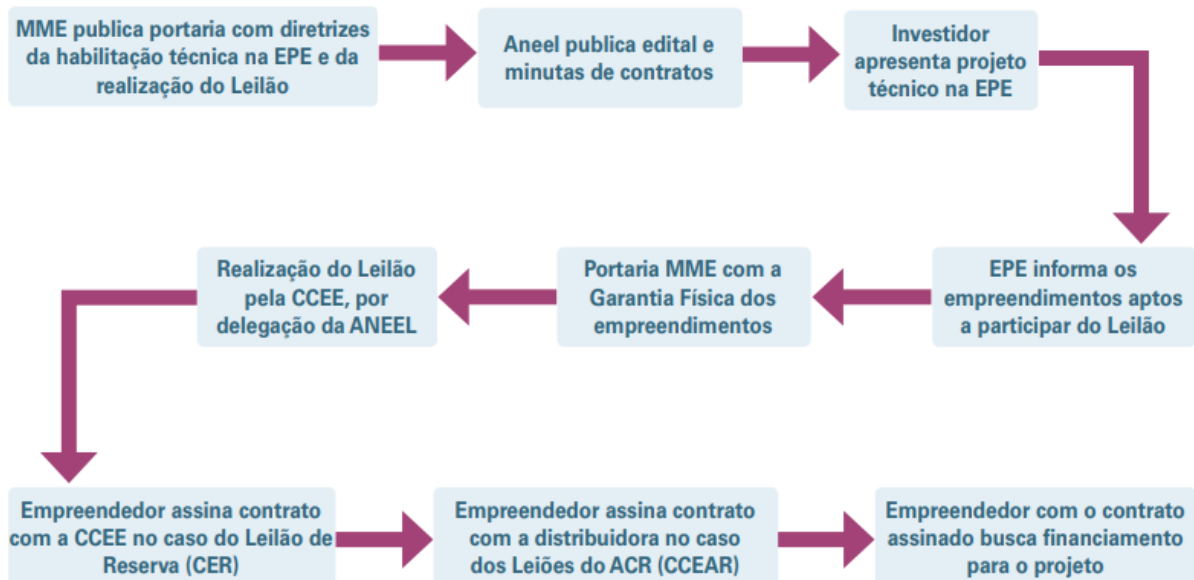 MME publica portaria com diretrizes
da habilitação técnica na EPE e da
realização do Leilão
Aneel publica edital e
minutas de contratos
Investidor
apresenta projeto
técnico na EPE
EPE informa os
empreendimentos aptos
a participar do Leilão
Portaria MME com a
Garantia Física dos
empreendimentos
Realização do Leilão
pela CCEE, por
delegação da ANEEL
Empreendedor assina contrato
com a CCEE no caso do Leilão de
Reserva (CER)
Empreendedor assina contrato
com a distribuidora no caso
dos Leiões do ACR (CCEAR)
Empreendedor com o contrato
assinado busca financiamento
para o projeto